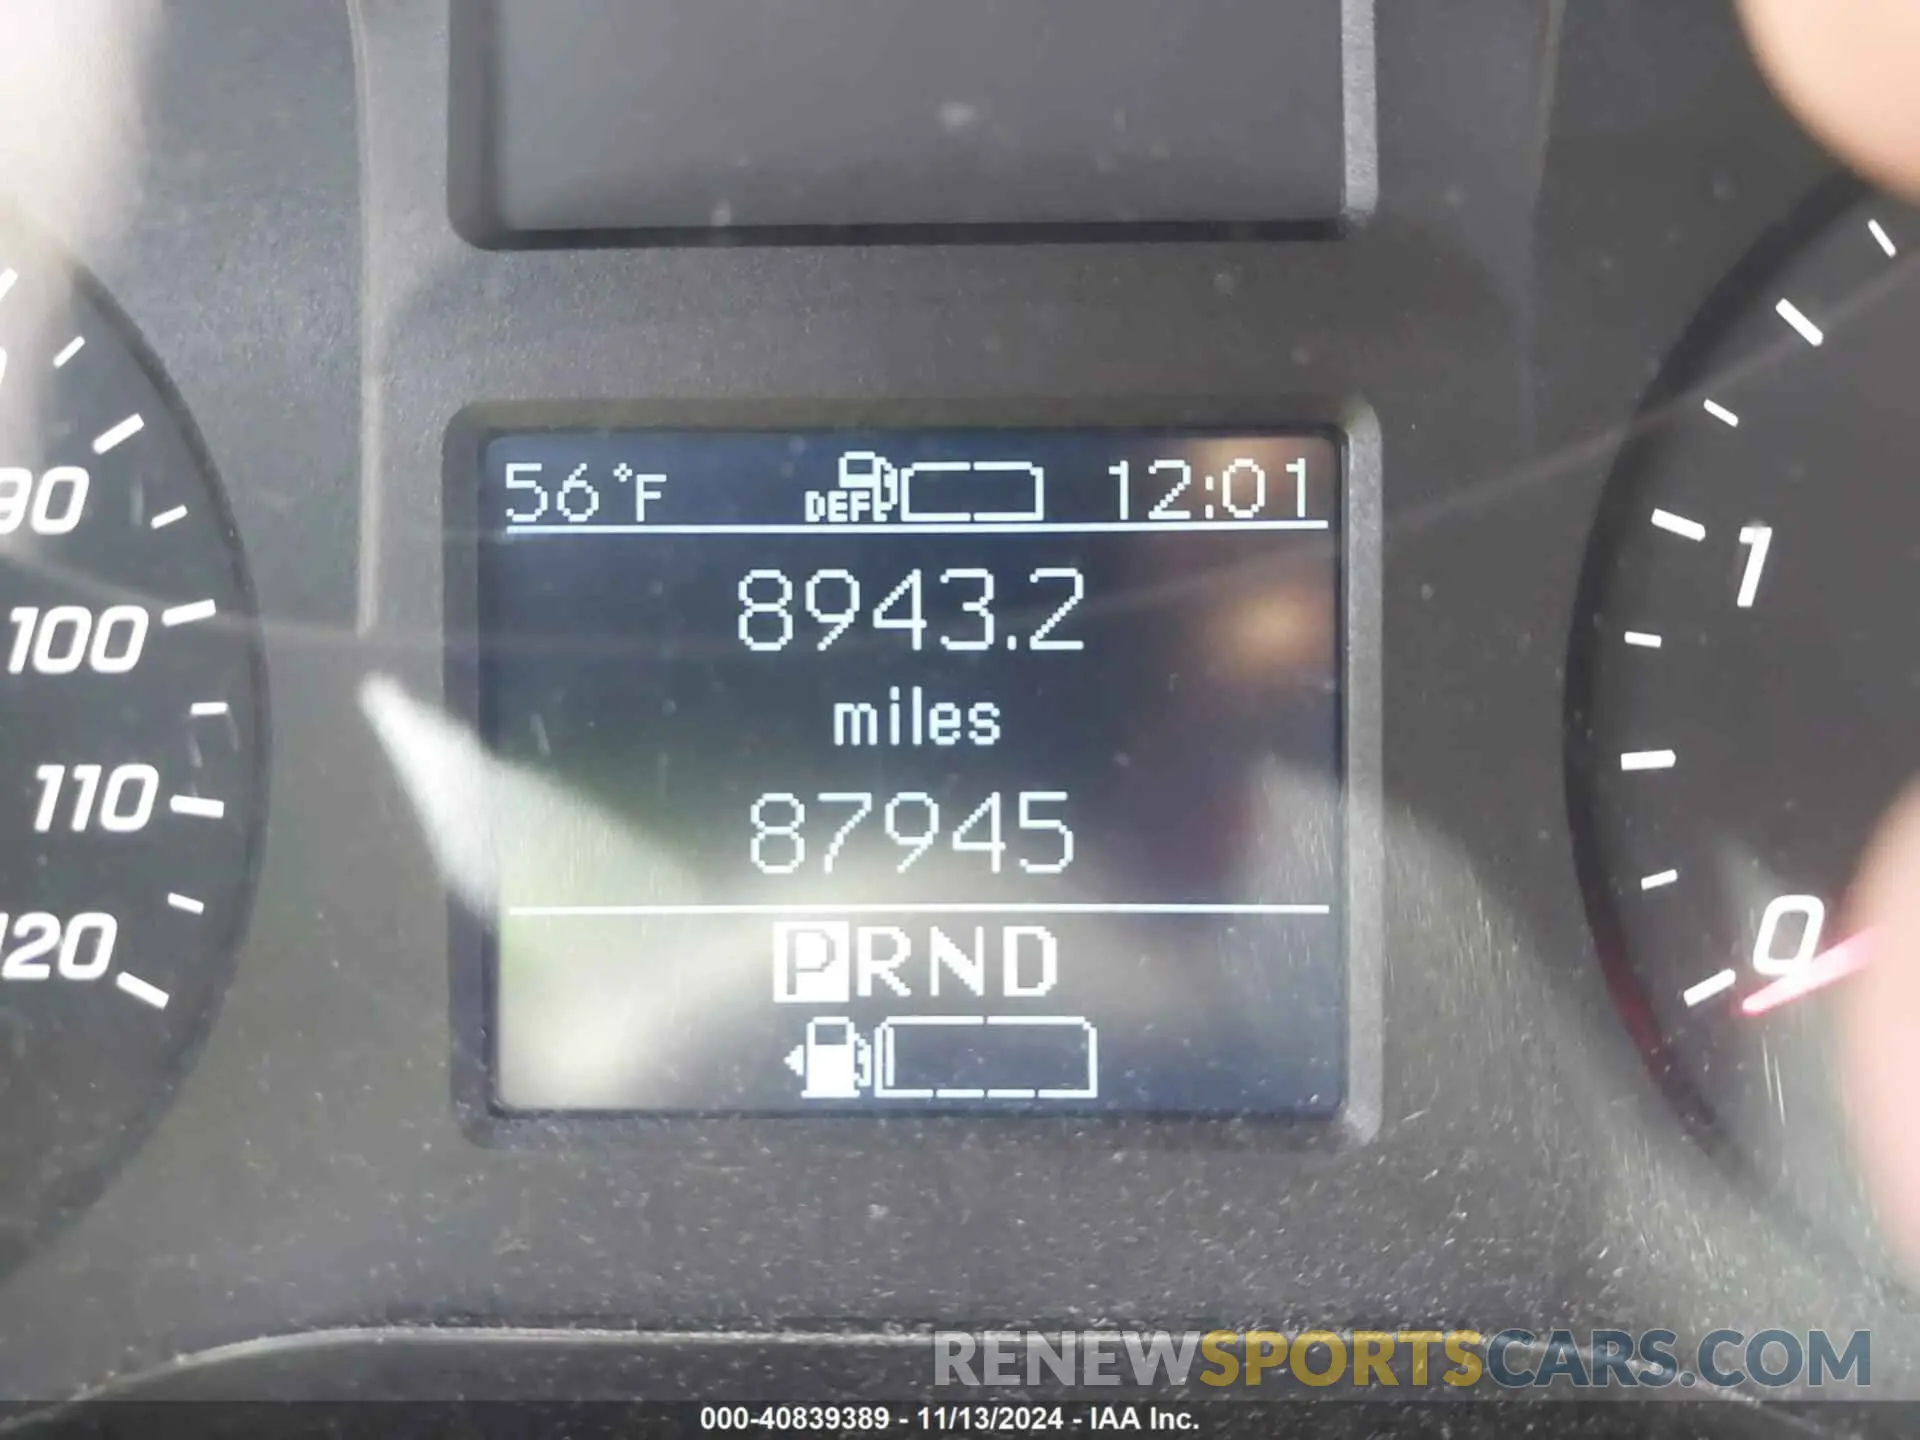 56°F DEF 12:01
8943.2
miles
87945
PRND
90
100
110
120
1
0
RENEWSPORTSCARS.COM
000-40839389 - 11/13/2024 - IAA Inc.